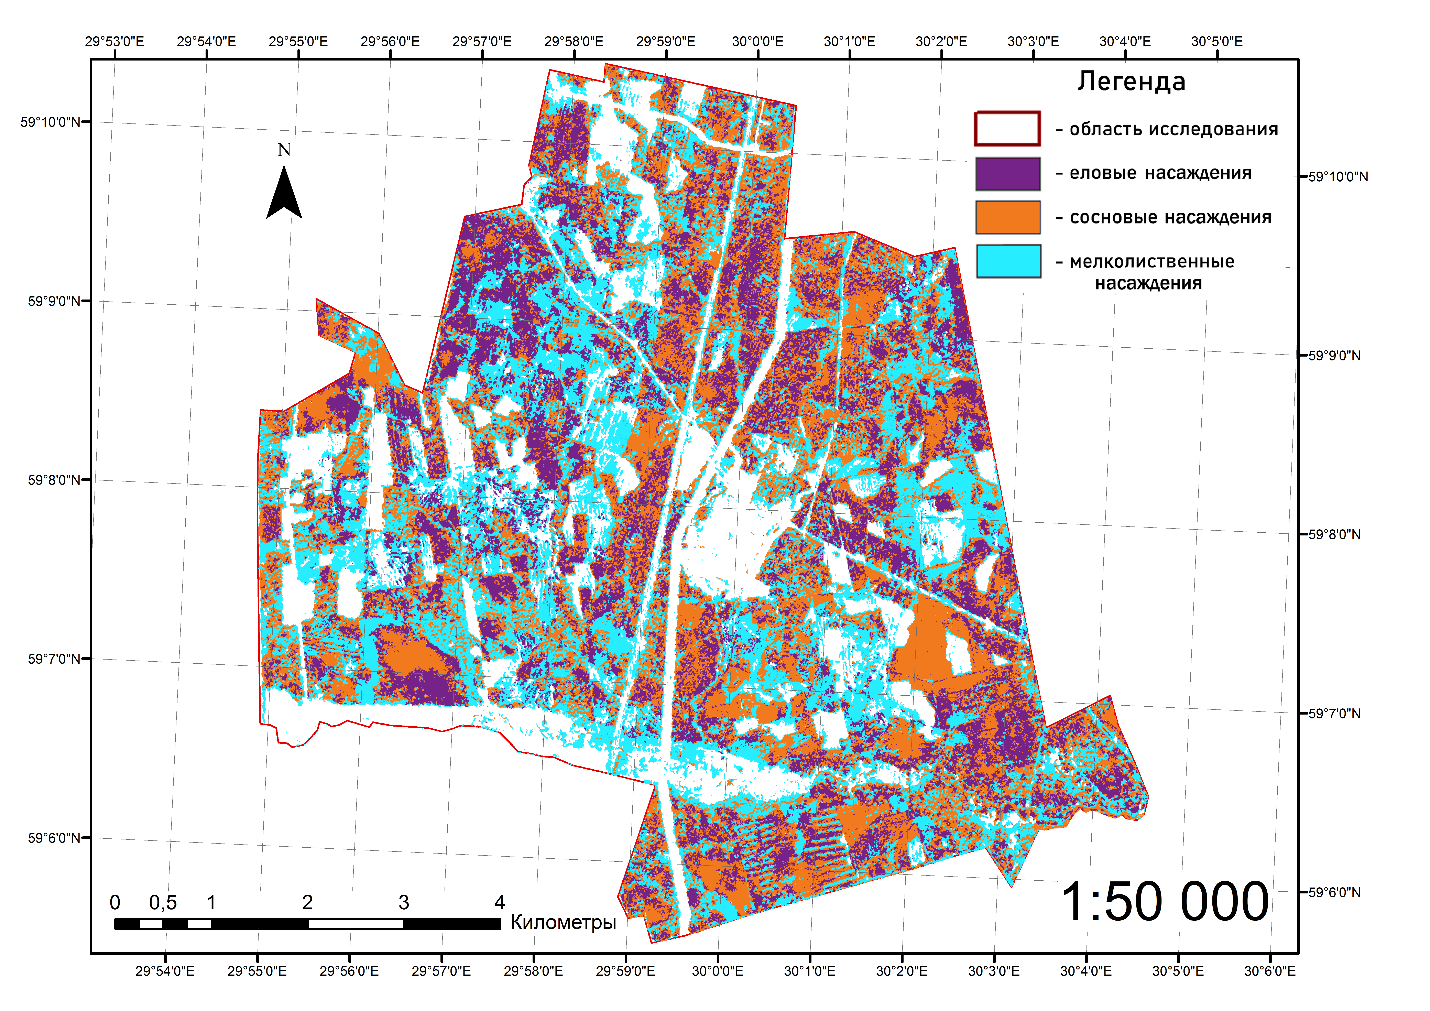 29°53'0"E 29°54'0"E 29°55'0"E 29°56'0"E 29°57'0"E 29°58'0"E 29°59'0"E 30°0'0"E 30°1'0"E 30°2'0"E 30°3'0"E 30°4'0"E 30°5'0"E
Легенда
- область исследования
- еловые насаждения
- сосновые насаждения
- мелколиственные
насаждения
N
59°10'0"N
59°9'0"N
59°8'0"N
59°7'0"N
59°6'0"N
59°10'0"N
59°9'0"N
59°8'0"N
59°7'0"N
59°6'0"N
1:50 000
0 0,5 1 2 3 4
Километры
29°54'0"E 29°55'0"E 29°56'0"E 29°57'0"E 29°58'0"E 29°59'0"E 30°0'0"E 30°1'0"E 30°2'0"E 30°3'0"E 30°4'0"E 30°5'0"E 30°6'0"E